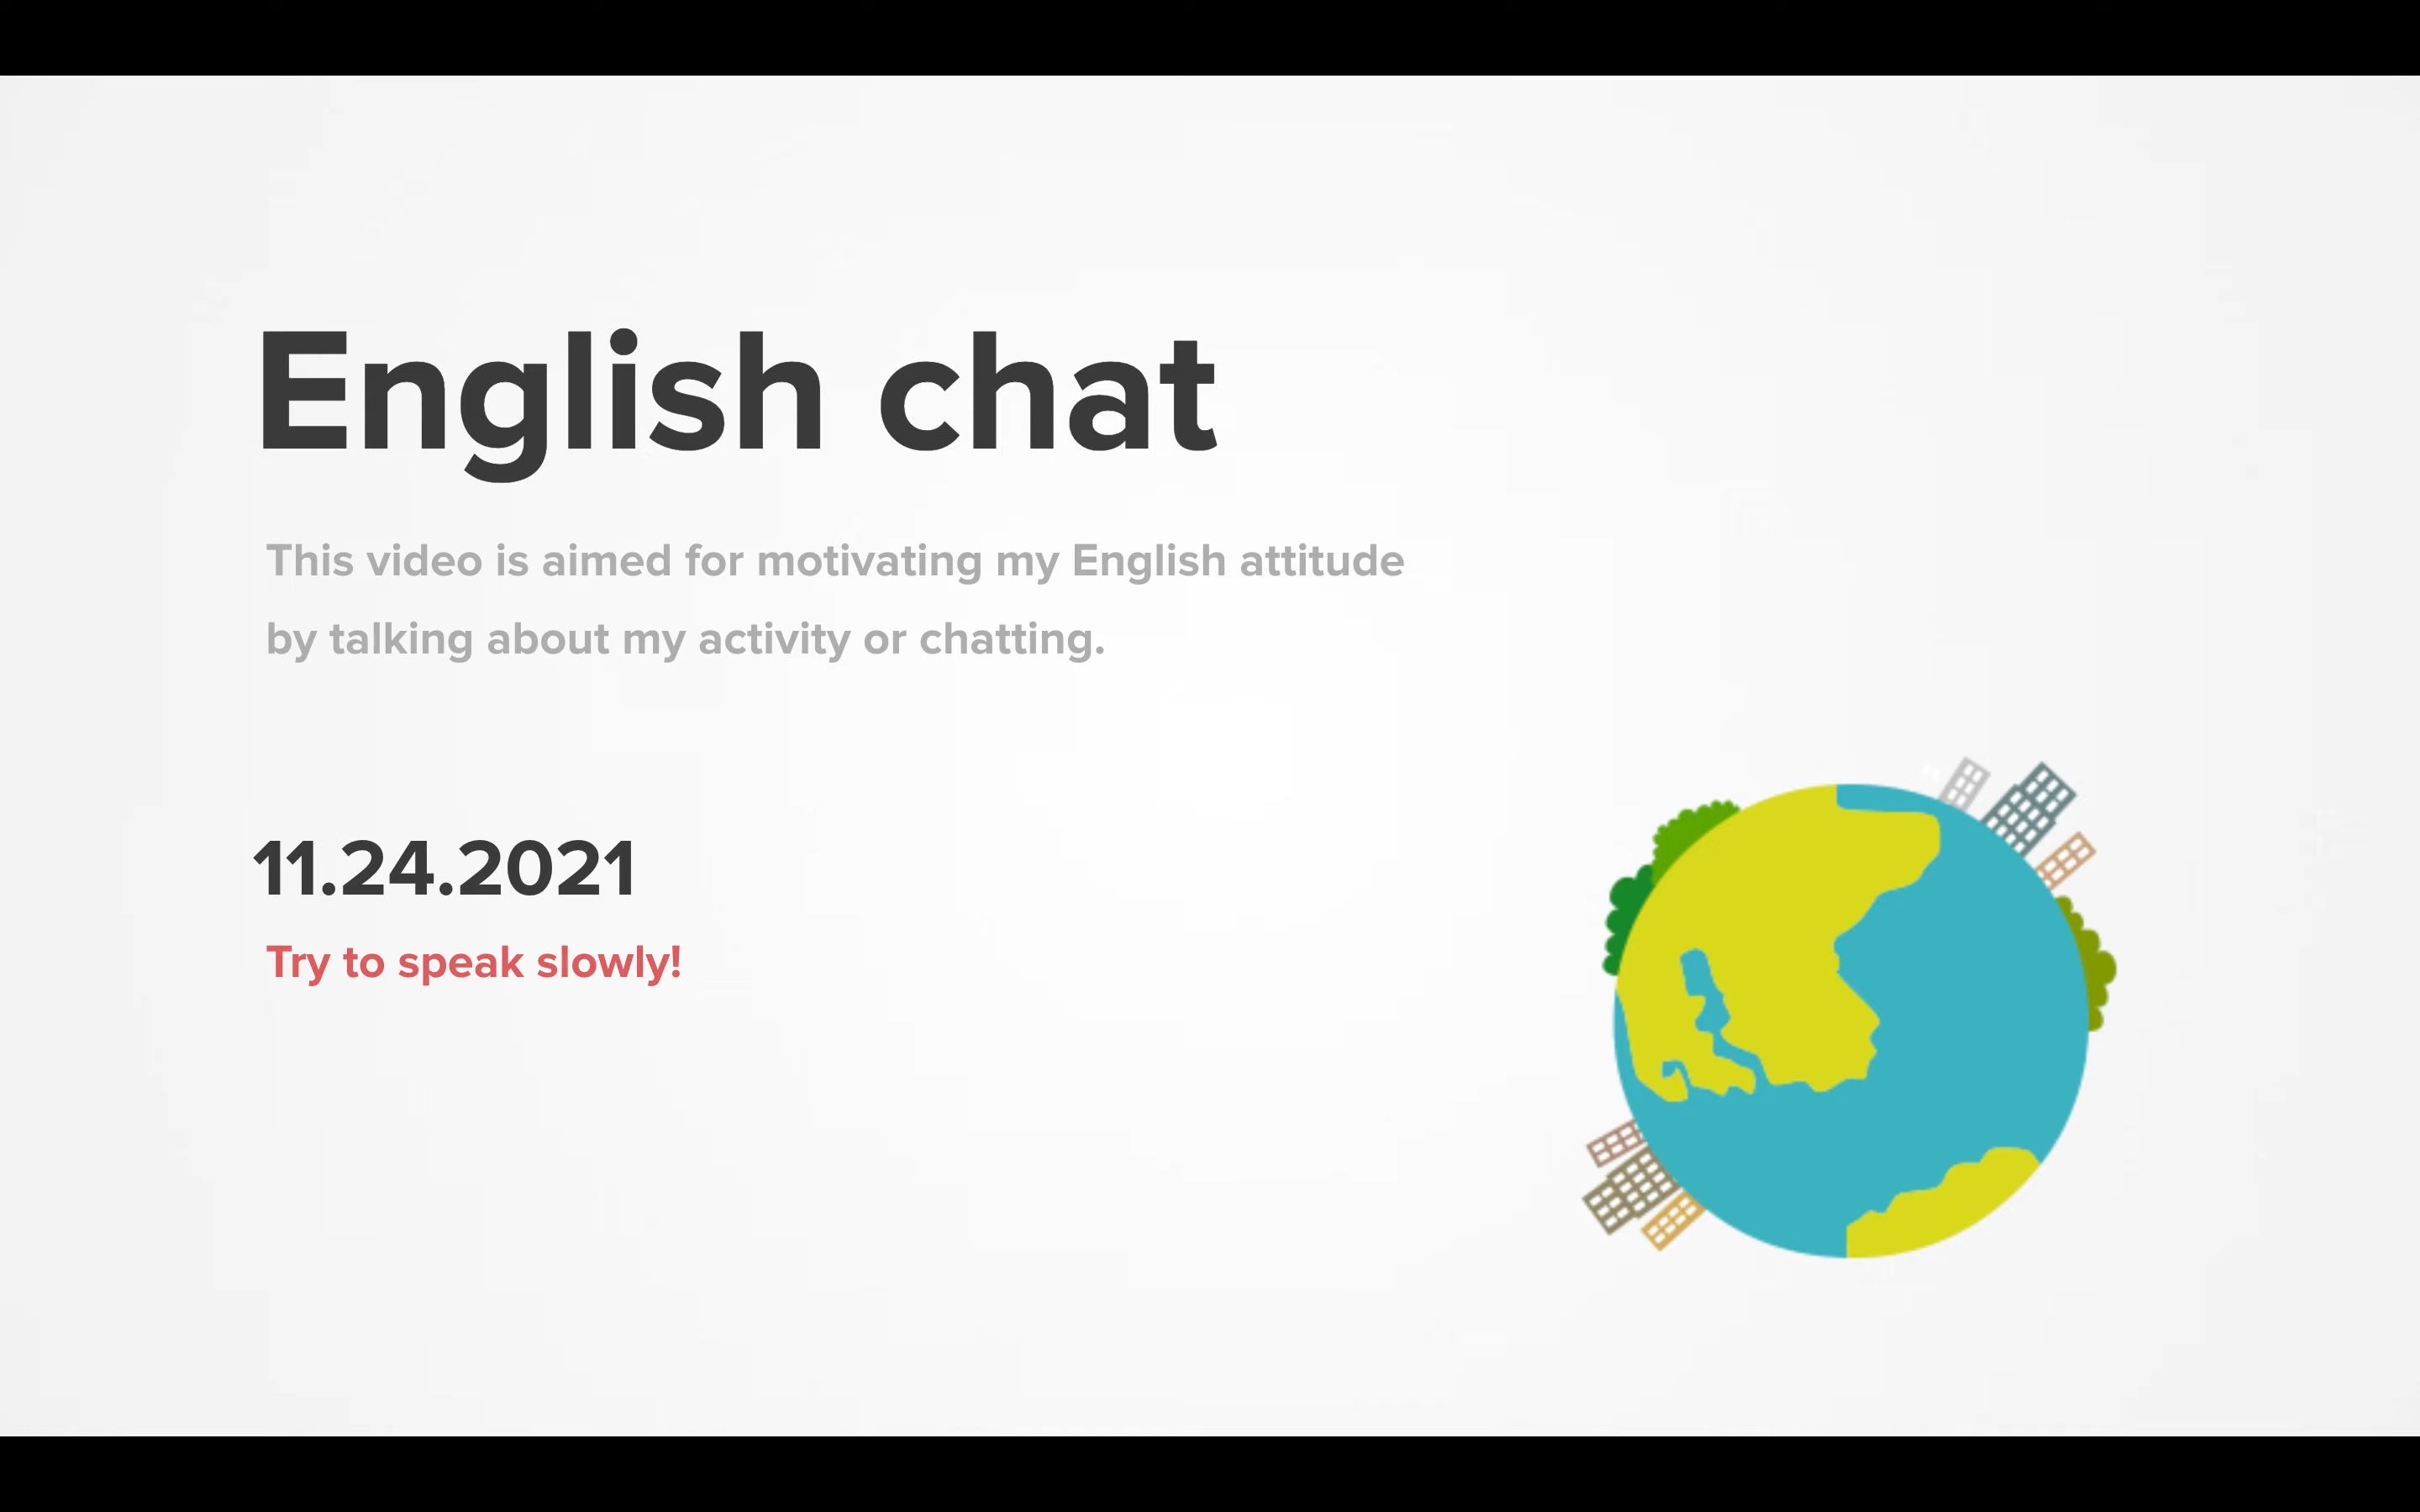 English chat
This video is aimed for motivating my English attitude
by talking about my activity or chatting.
11.24.2021
Try to speak slowly!